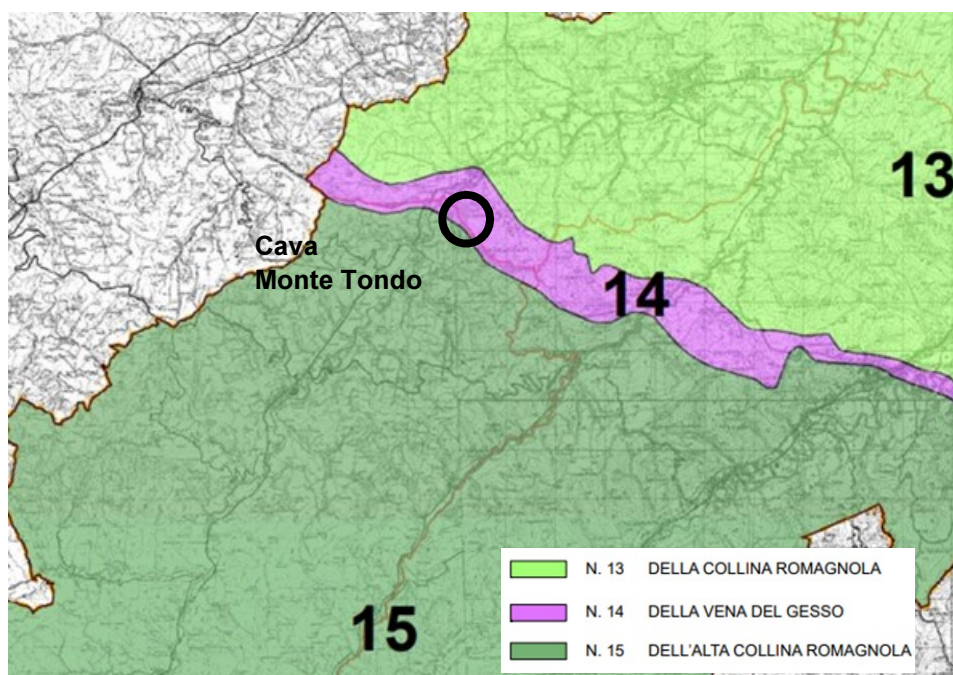 13
Cava
Monte Tondo
14
15
N. 13 DELLA COLLINA ROMAGNOLA
N. 14 DELLA VENA DEL GESSO
N. 15 DELL'ALTA COLLINA ROMAGNOLA